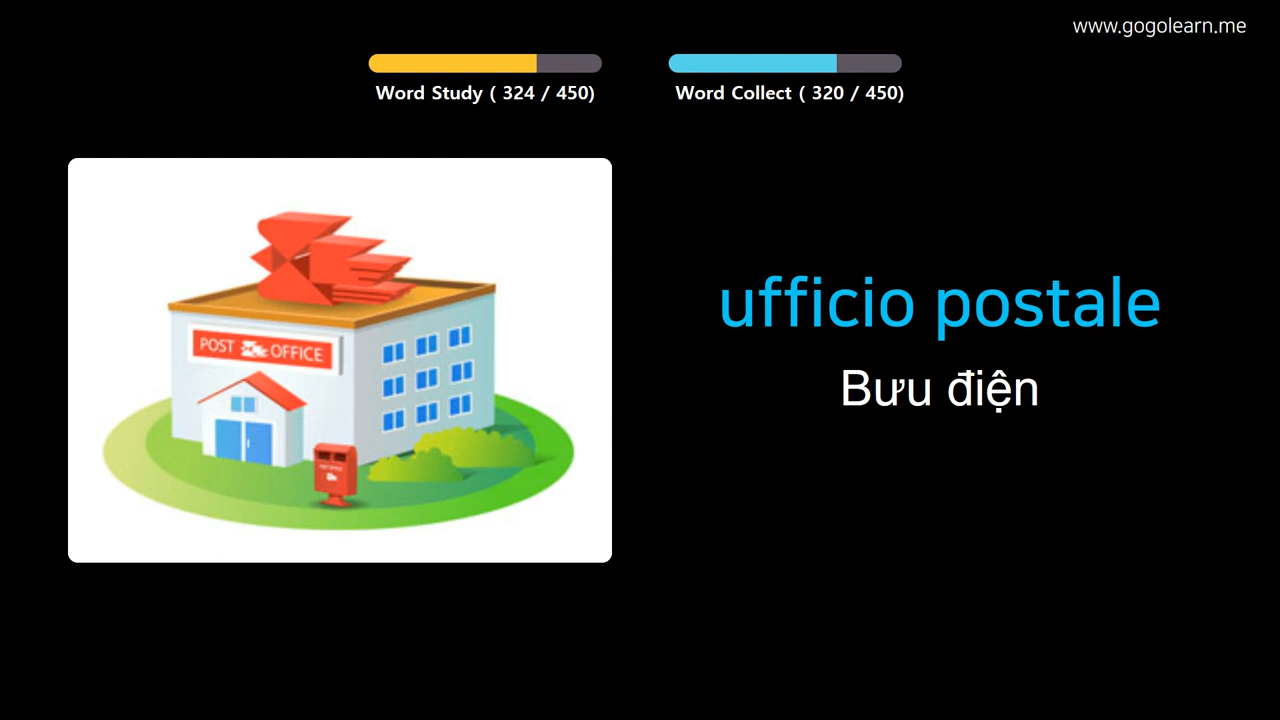 www.gogolearn.me
Word Study ( 324 / 450)
Word Collect ( 320 / 450)
POST OFFICE
ufficio postale
Bưu điện